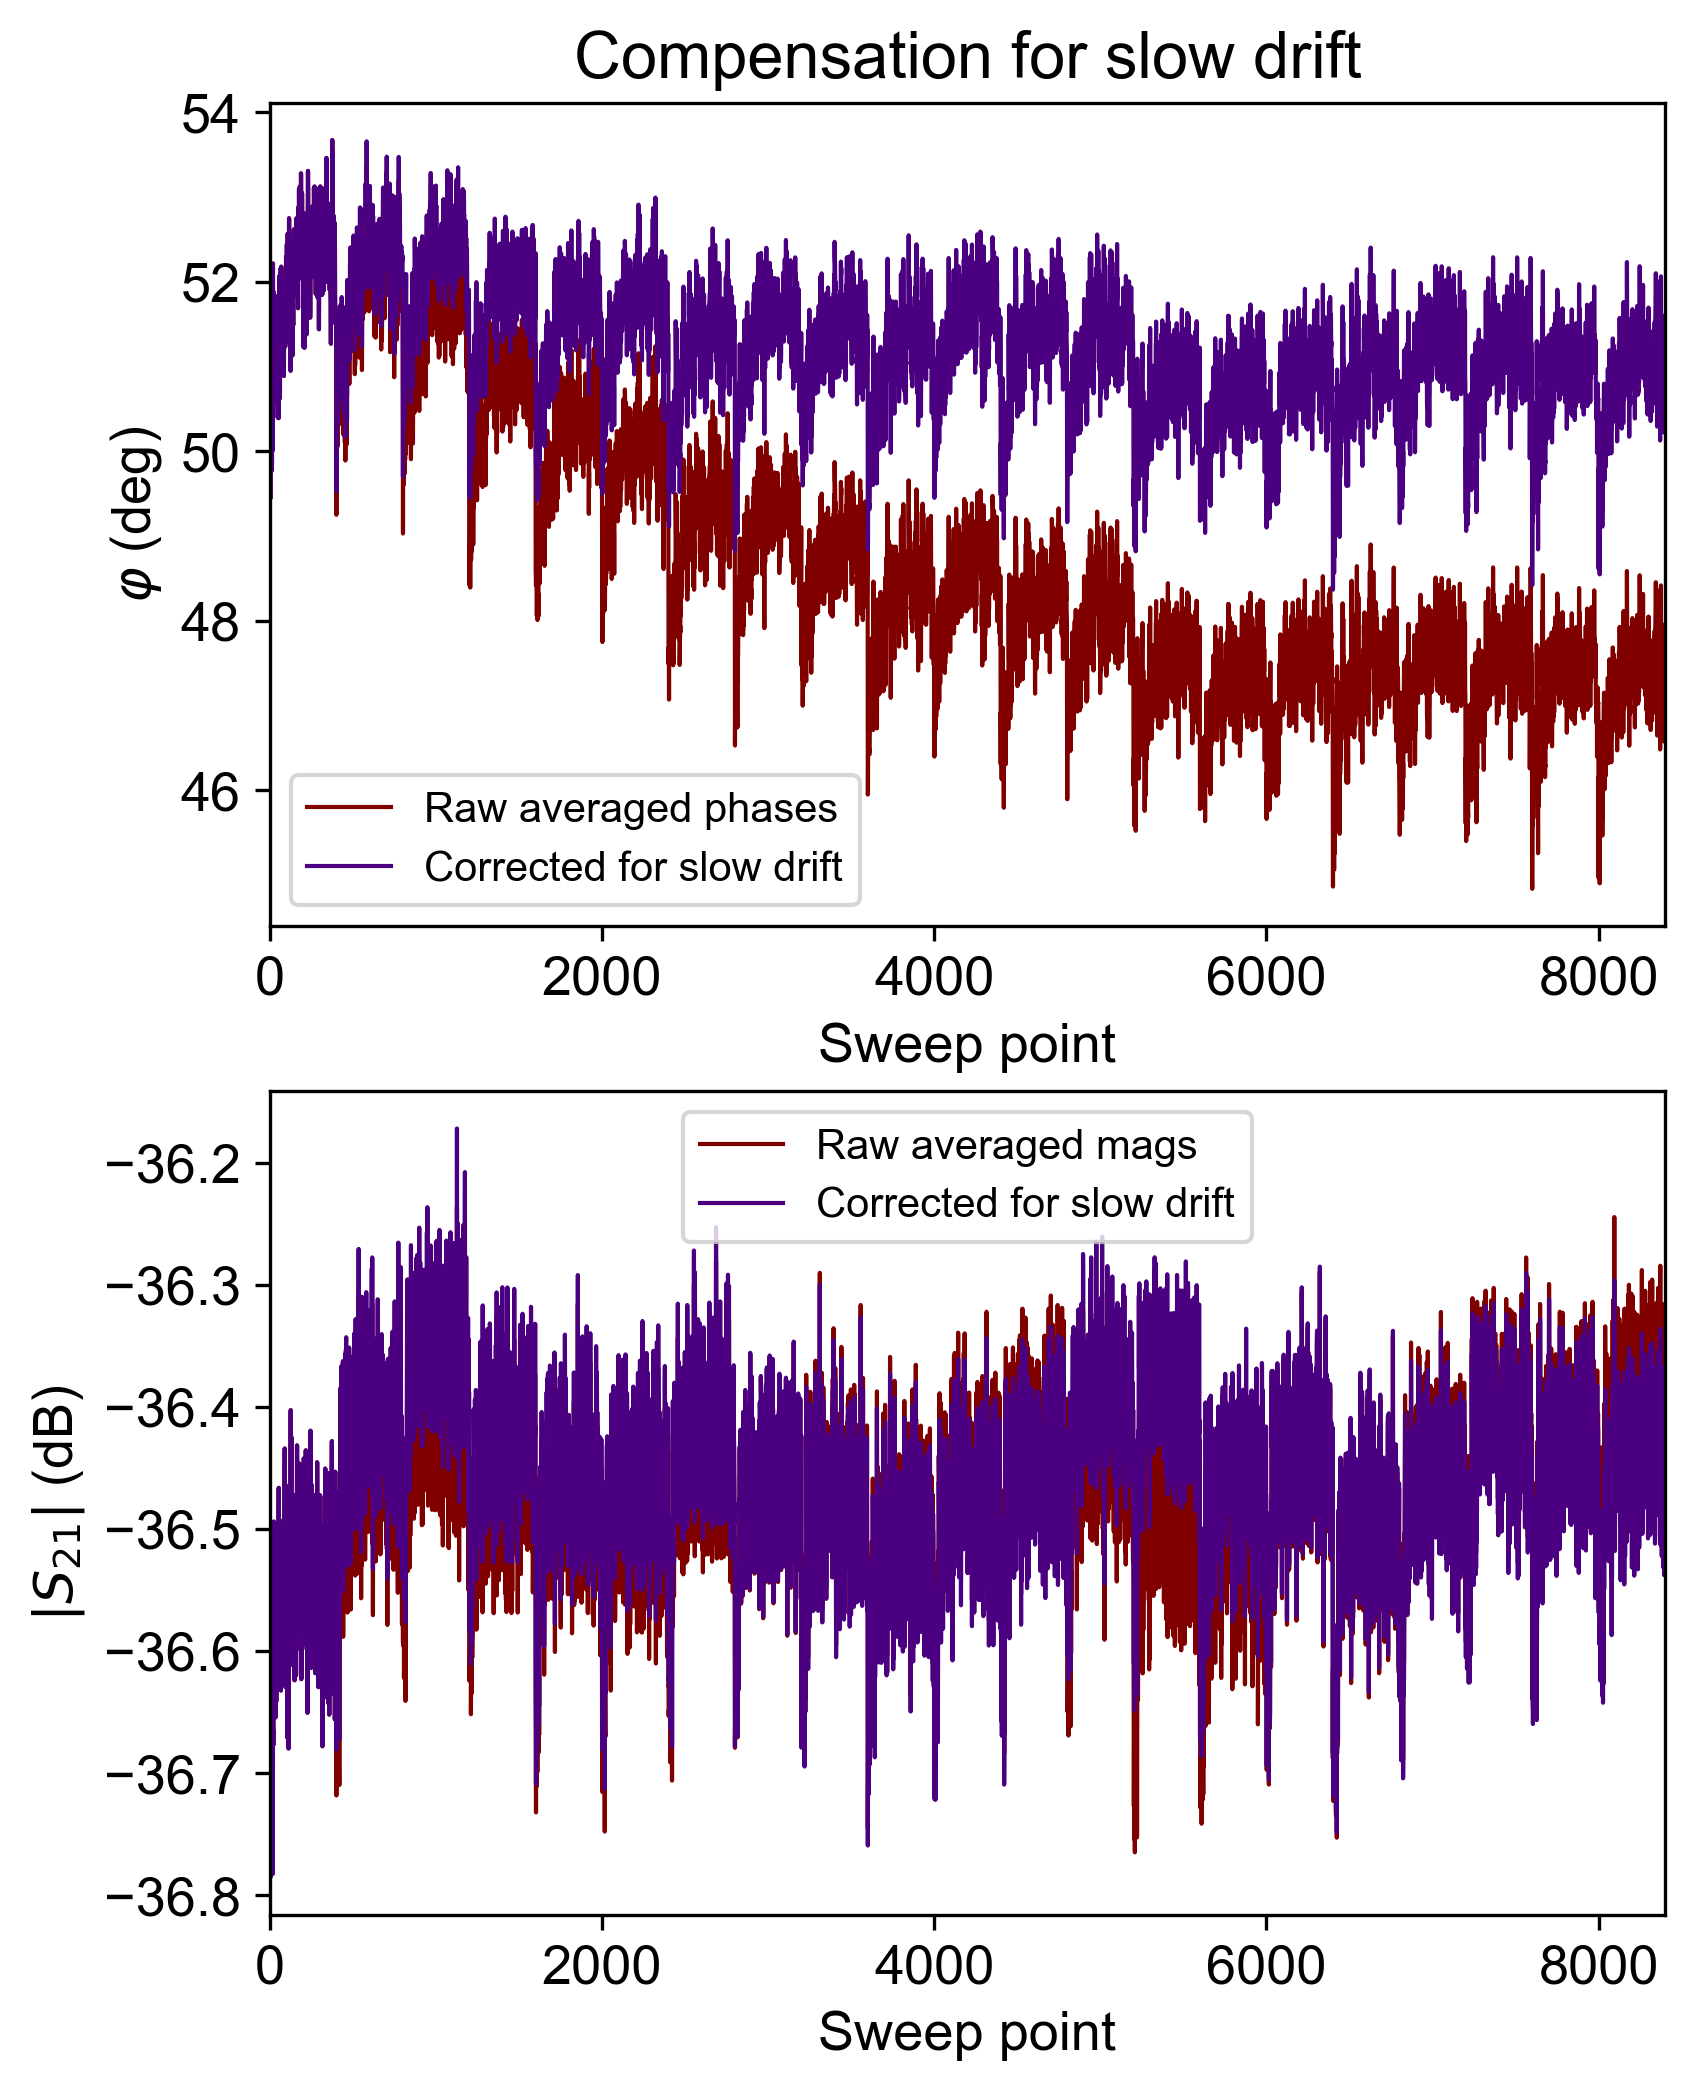 Compensation for slow drift
54
52
50
48
46
φ (deg)
Raw averaged phases
Corrected for slow drift
0 2000 4000 6000 8000
Sweep point
−36.2
−36.3
−36.4
−36.5
−36.6
−36.7
−36.8
|S₂₁| (dB)
Raw averaged mags
Corrected for slow drift
0 2000 4000 6000 8000
Sweep point